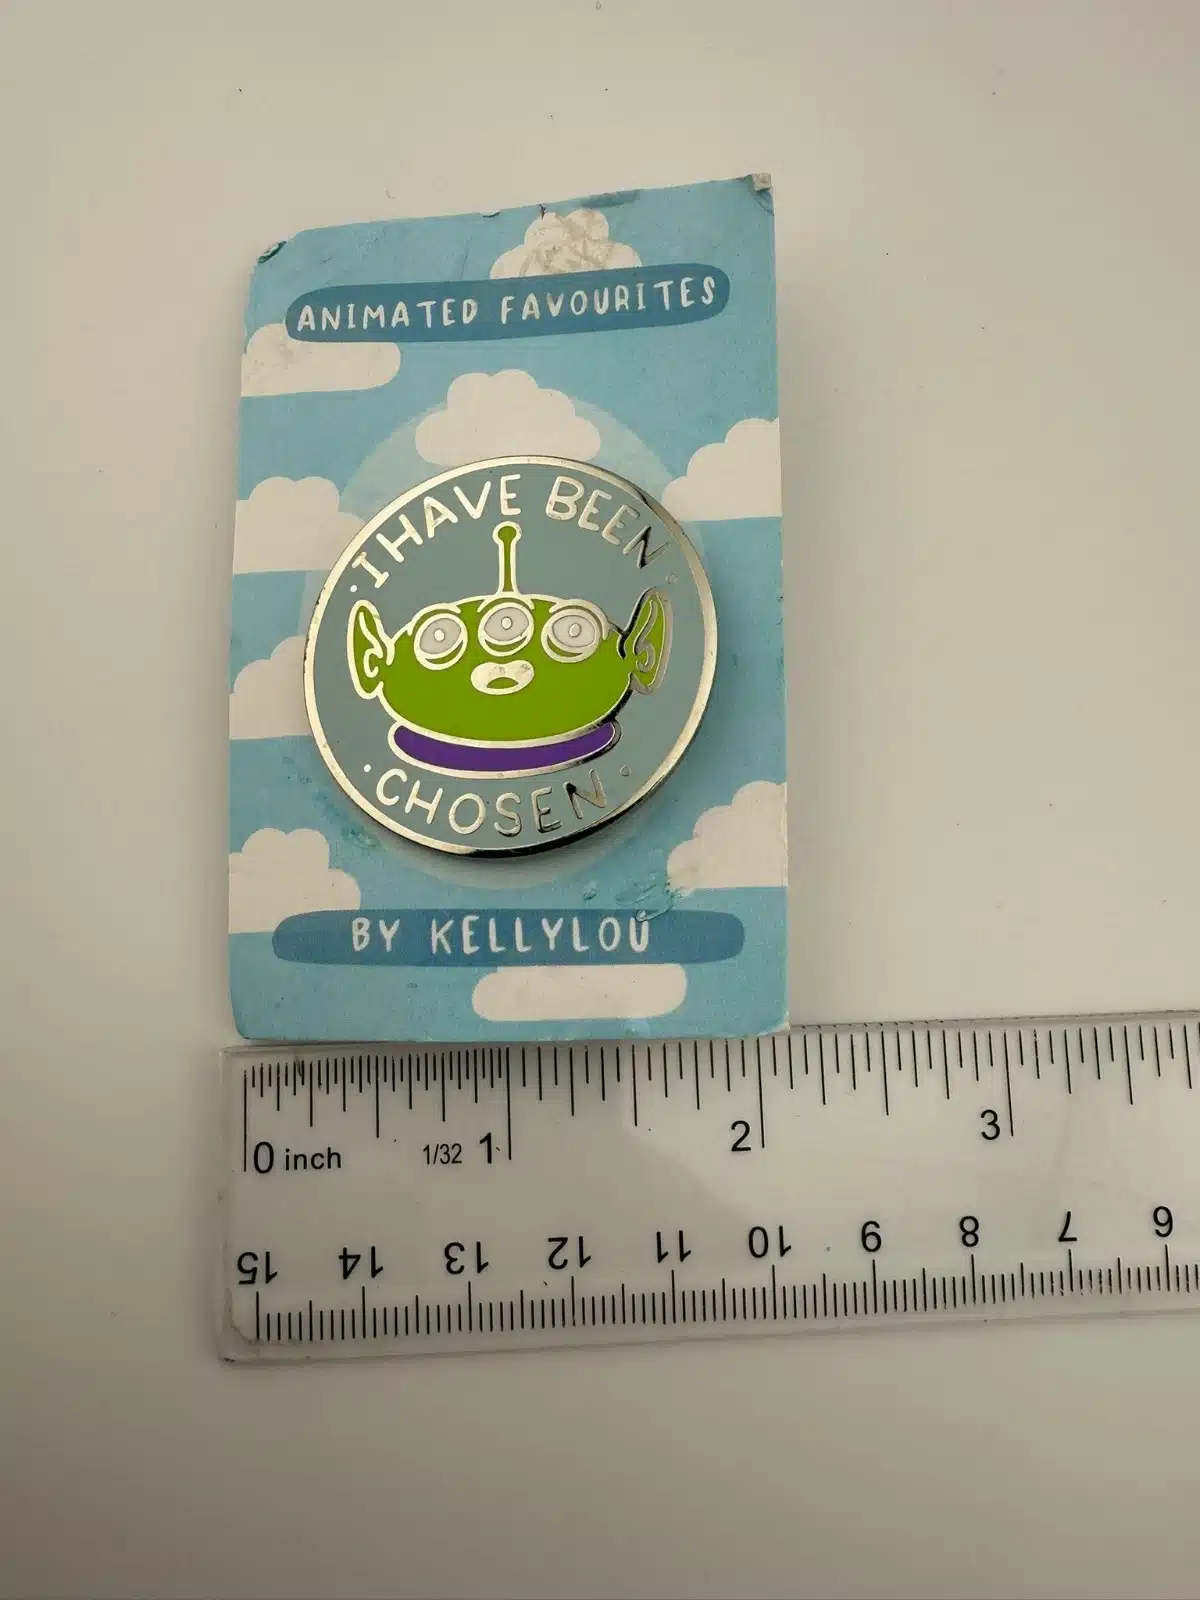 ANIMATED FAVOURITES
· I HAVE BEEN ·
· CHOSEN ·
BY KELLYLOU
0 inch 1/32 1 2 3
15 14 13 12 11 10 9 8 7 6